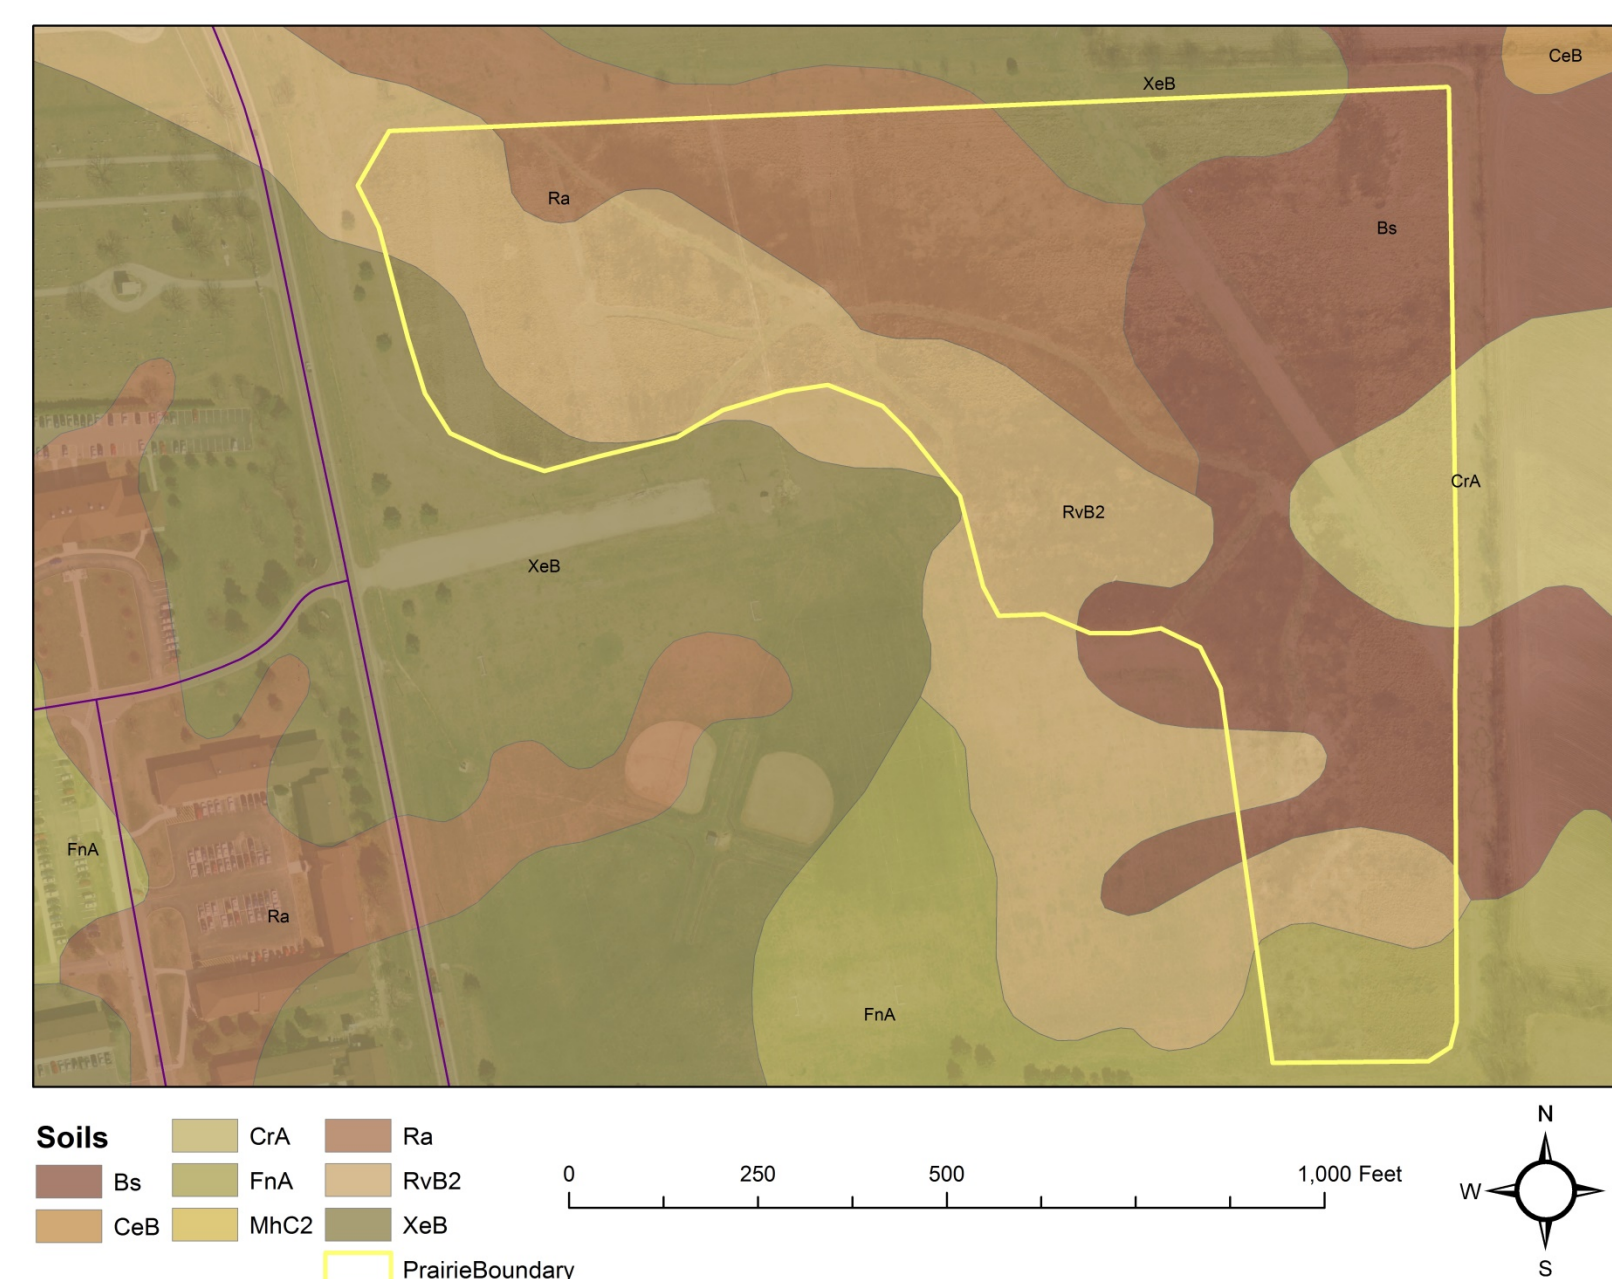 CeB
XeB
Ra
Bs
CrA
RvB2
XeB
FnA
Ra
FnA
Soils
CrA
Ra
Bs
FnA
RvB2
CeB
MhC2
XeB
PrairieBoundary
0 250 500 1,000 Feet
N
W
S